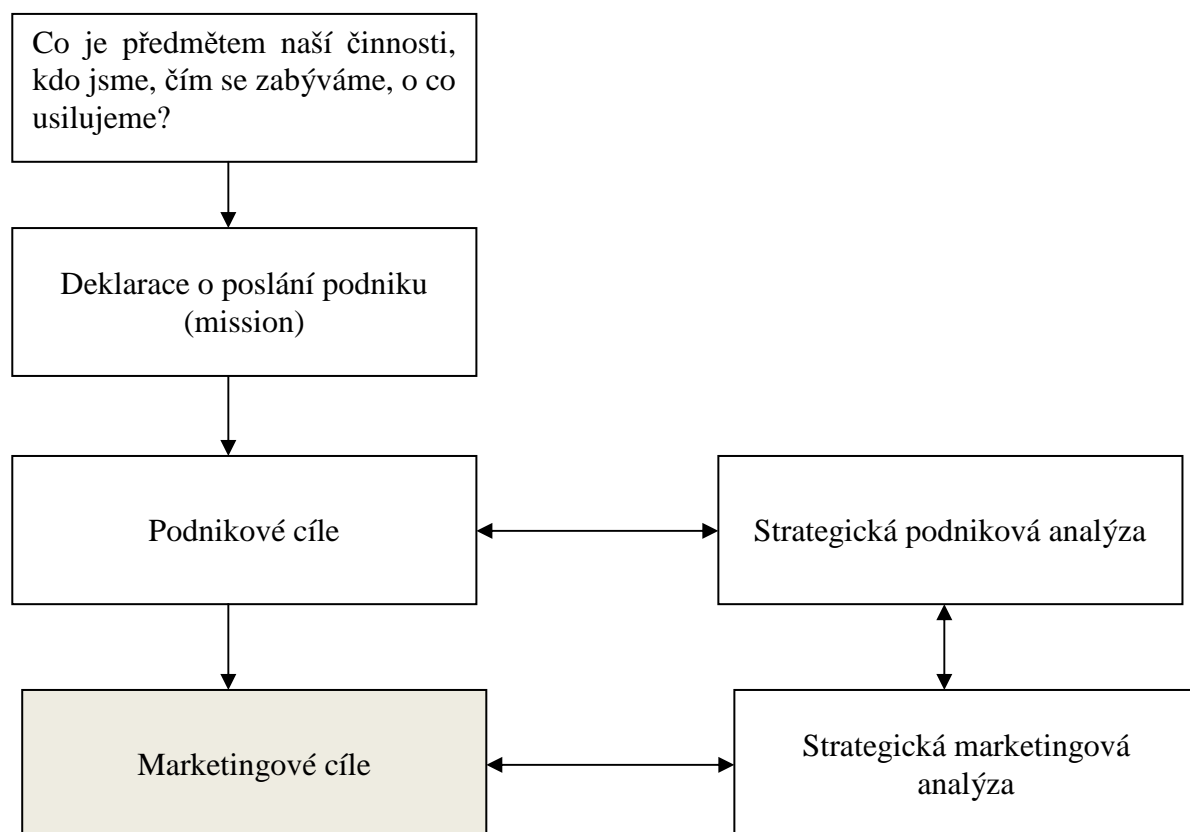 Co je předmětem naší činnosti,
kdo jsme, čím se zabýváme, o co
usilujeme?
Deklarace o poslání podniku
(mission)
Podnikové cíle
Strategická podniková analýza
Marketingové cíle
Strategická marketingová
analýza